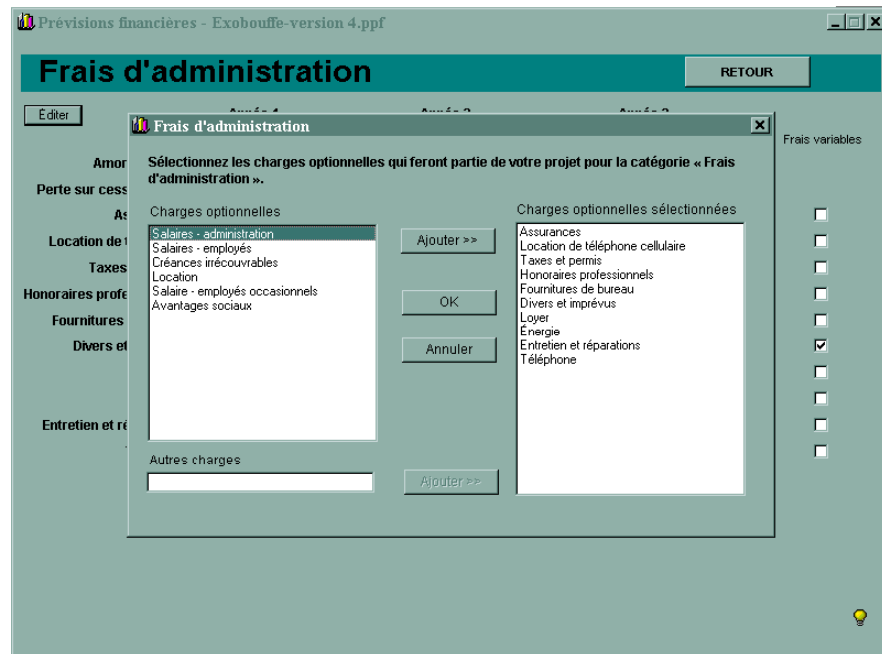 Prévisions financières - Exobouffe-version 4.ppf
Frais d'administration
RETOUR
Éditer
Frais variables
Amor
Perte sur cess
As
Location de t
Taxes
Honoraires profe
Fournitures
Divers et
Entretien et ré
Frais d'administration
Sélectionnez les charges optionnelles qui feront partie de votre projet pour la catégorie « Frais
d'administration ».
Charges optionnelles
Salaires - administration
Salaires - employés
Créances irrécouvrables
Location
Salaire - employés occasionnels
Avantages sociaux
Autres charges
Ajouter >>
OK
Annuler
Ajouter >>
Charges optionnelles sélectionnées
Assurances
Location de téléphone cellulaire
Taxes et permis
Honoraires professionnels
Fournitures de bureau
Divers et imprévus
Loyer
Énergie
Entretien et réparations
Téléphone